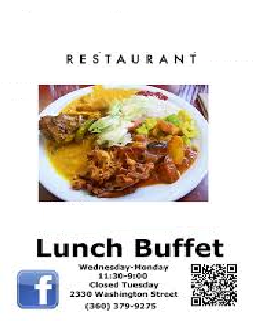 RESTAURANT
Lunch Buffet
Wednesday-Monday
11:30-9:00
Closed Tuesday
2330 Washington Street
(360) 379-9275
f